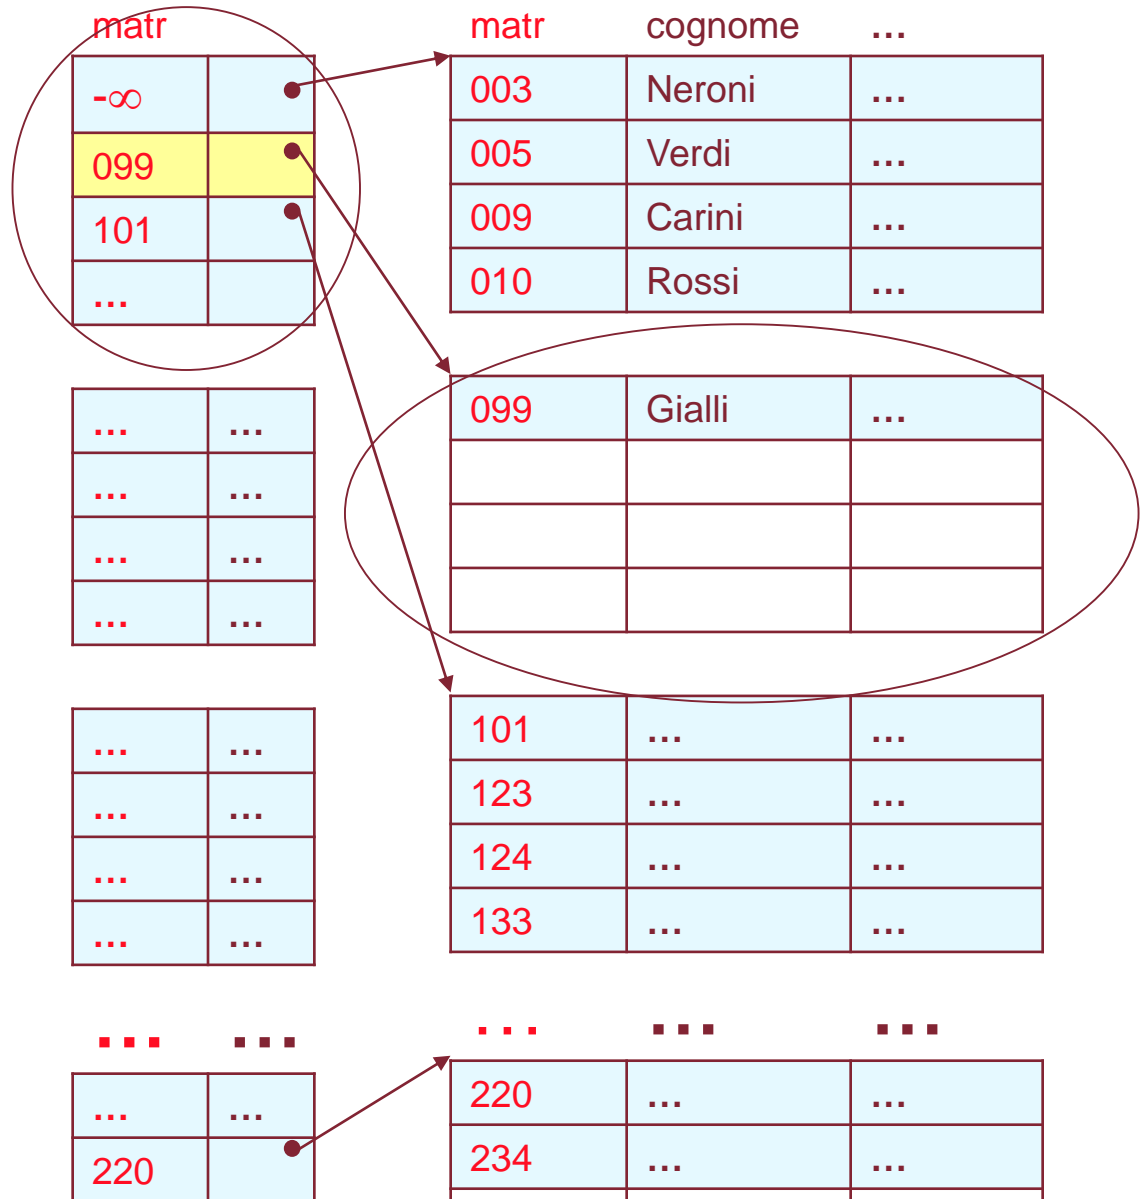 matr matr cognome ...
-∞ 003 Neroni ...
099 005 Verdi ...
101 009 Carini ...
... 010 Rossi ...
... ... 099 Gialli ...
... ...
... ...
... ...
... ... 101 ... ...
... ... 123 ... ...
... ... 124 ... ...
... ... 133 ... ...
... ... ... ... ...
... ... 220 ... ...
220 234 ... ...